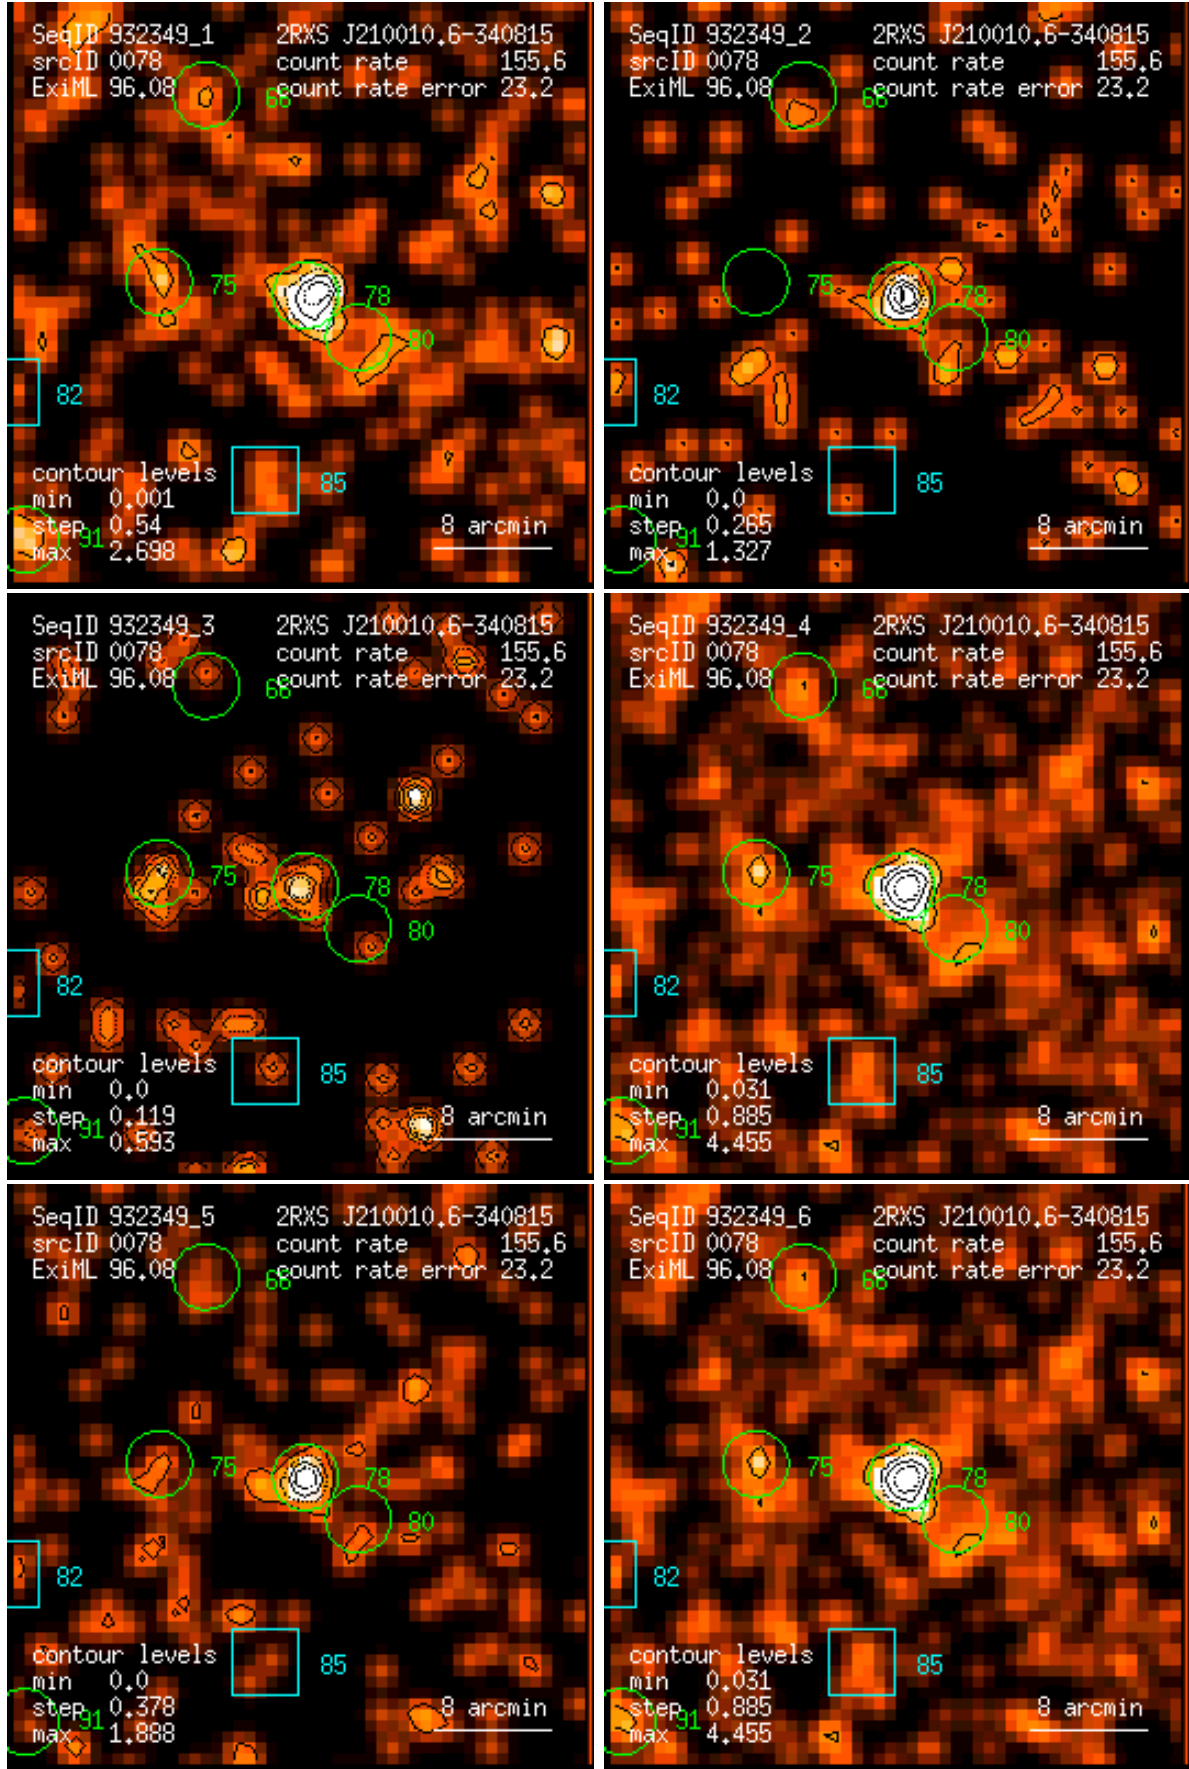 SeqID 932349_1 2RXS J210010.6-340815
srcID 0078 count rate 155.6
ExiML 96.08 count rate error 23.2
66
75
78
80
82
85
contour levels
min 0.001
step 0.54
max 2.698
91
8 arcmin
SeqID 932349_2 2RXS J210010.6-340815
srcID 0078 count rate 155.6
ExiML 96.08 count rate error 23.2
66
75
78
80
82
85
contour levels
min 0.0
step 0.265
max 1.327
91
8 arcmin
SeqID 932349_3 2RXS J210010.6-340815
srcID 0078 count rate 155.6
ExiML 96.08 count rate error 23.2
66
75
78
80
82
85
contour levels
min 0.0
step 0.119
max 0.593
91
8 arcmin
SeqID 932349_4 2RXS J210010.6-340815
srcID 0078 count rate 155.6
ExiML 96.08 count rate error 23.2
66
75
78
80
82
85
contour levels
min 0.031
step 0.885
max 4.455
91
8 arcmin
SeqID 932349_5 2RXS J210010.6-340815
srcID 0078 count rate 155.6
ExiML 96.08 count rate error 23.2
66
75
78
80
82
85
contour levels
min 0.0
step 0.378
max 1.888
91
8 arcmin
SeqID 932349_6 2RXS J210010.6-340815
srcID 0078 count rate 155.6
ExiML 96.08 count rate error 23.2
66
75
78
80
82
85
contour levels
min 0.031
step 0.885
max 4.455
91
8 arcmin